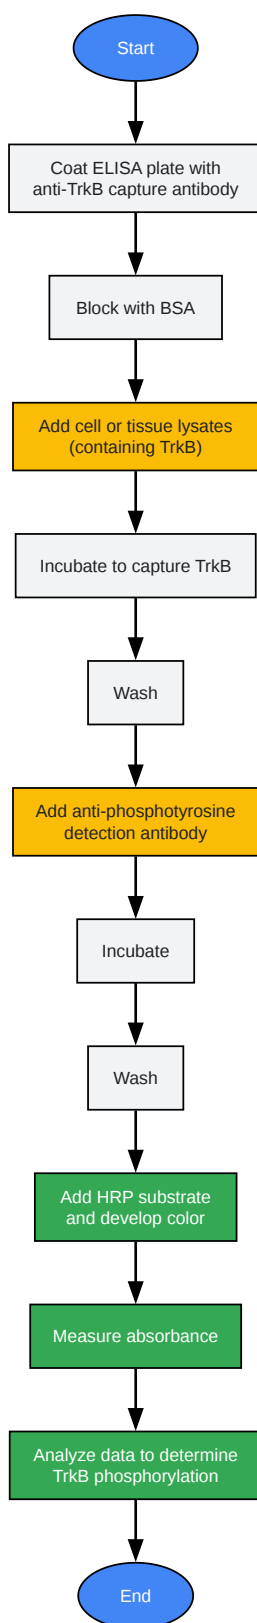 Start
Coat ELISA plate with
anti-TrkB capture antibody
Block with BSA
Add cell or tissue lysates
(containing TrkB)
Incubate to capture TrkB
Wash
Add anti-phosphotyrosine
detection antibody
Incubate
Wash
Add HRP substrate
and develop color
Measure absorbance
Analyze data to determine
TrkB phosphorylation
End